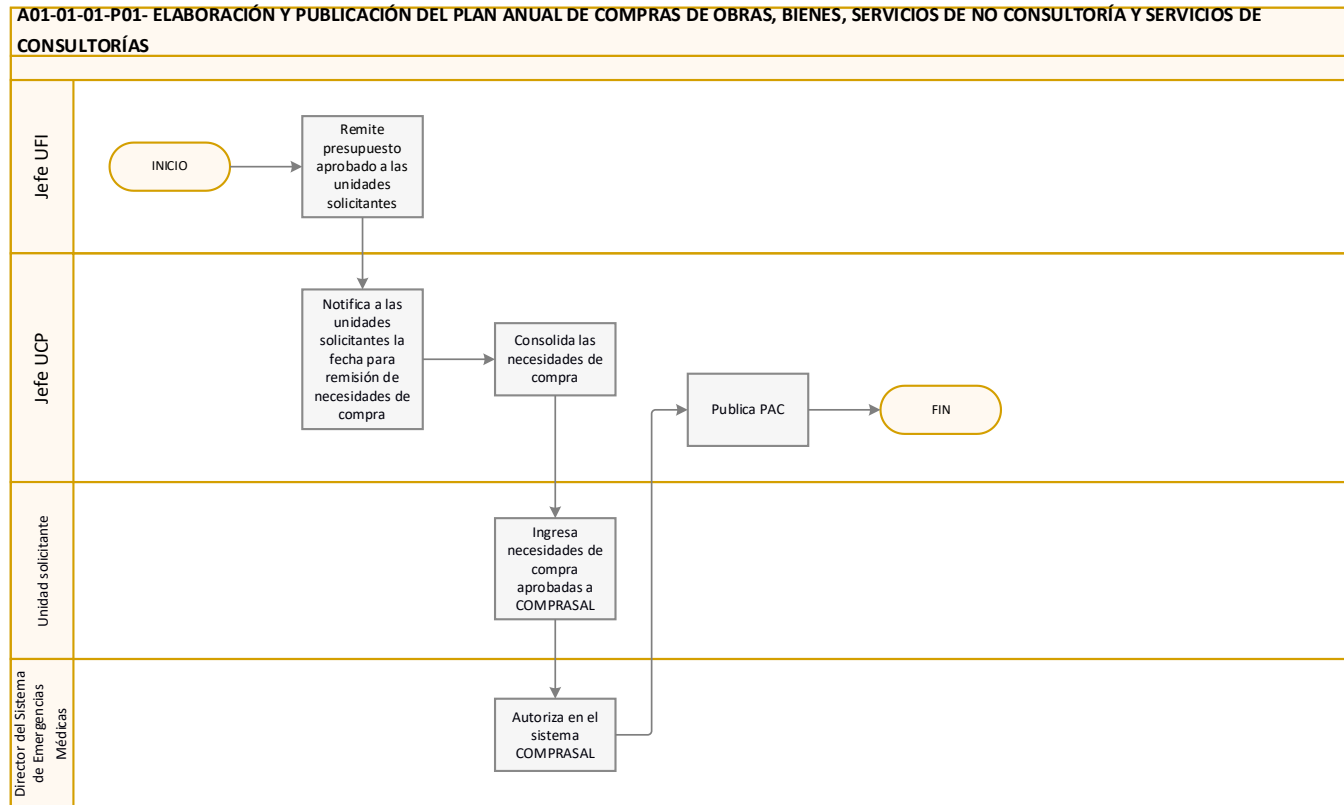 A01-01-01-P01- ELABORACIÓN Y PUBLICACIÓN DEL PLAN ANUAL DE COMPRAS DE OBRAS, BIENES, SERVICIOS DE NO CONSULTORÍA Y SERVICIOS DE
CONSULTORÍAS
Jefe UFI
INICIO
Remite
presupuesto
aprobado a las
unidades
solicitantes
Jefe UCP
Notifica a las
unidades
solicitantes la
fecha para
remisión de
necesidades de
compra
Consolida las
necesidades de
compra
Publica PAC
FIN
Unidad solicitante
Ingresa
necesidades de
compra
aprobadas a
COMPRASAL
Director del Sistema
de Emergencias
Médicas
Autoriza en el
sistema
COMPRASAL